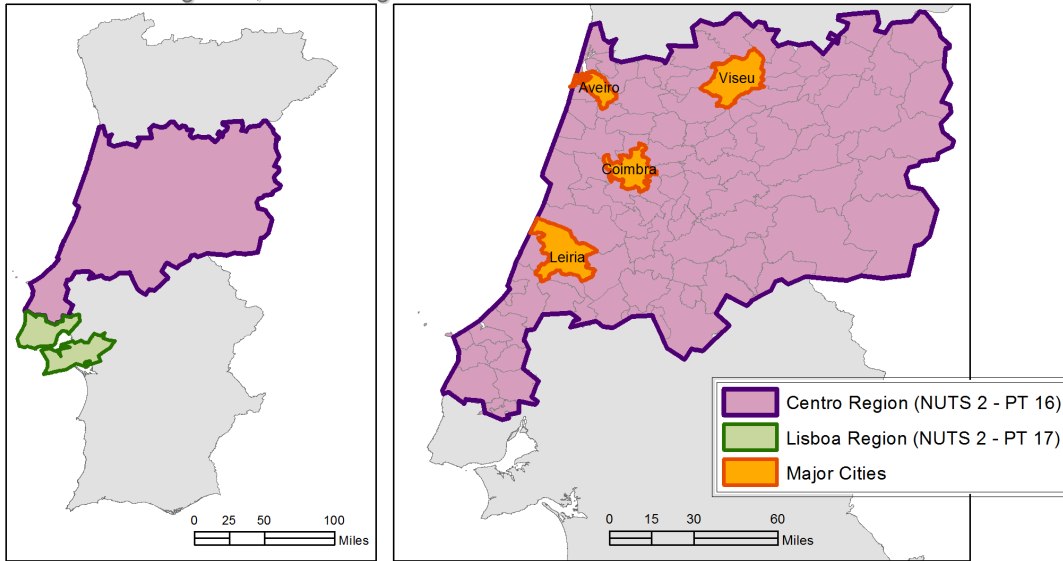 0 25 50 100
Miles
Aveiro
Viseu
Coimbra
Leiria
0 15 30 60
Miles
Centro Region (NUTS 2 - PT 16)
Lisboa Region (NUTS 2 - PT 17)
Major Cities